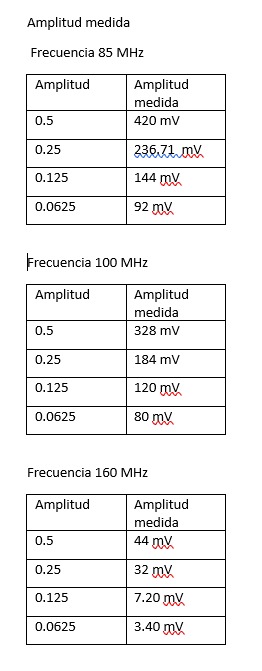 Amplitud medida
Frecuencia 85 MHz
Amplitud Amplitud
medida
0.5 420 mV
0.25 236.71 mV
0.125 144 mV
0.0625 92 mV
Frecuencia 100 MHz
Amplitud Amplitud
medida
0.5 328 mV
0.25 184 mV
0.125 120 mV
0.0625 80 mV
Frecuencia 160 MHz
Amplitud Amplitud
medida
0.5 44 mV
0.25 32 mV
0.125 7.20 mV
0.0625 3.40 mV